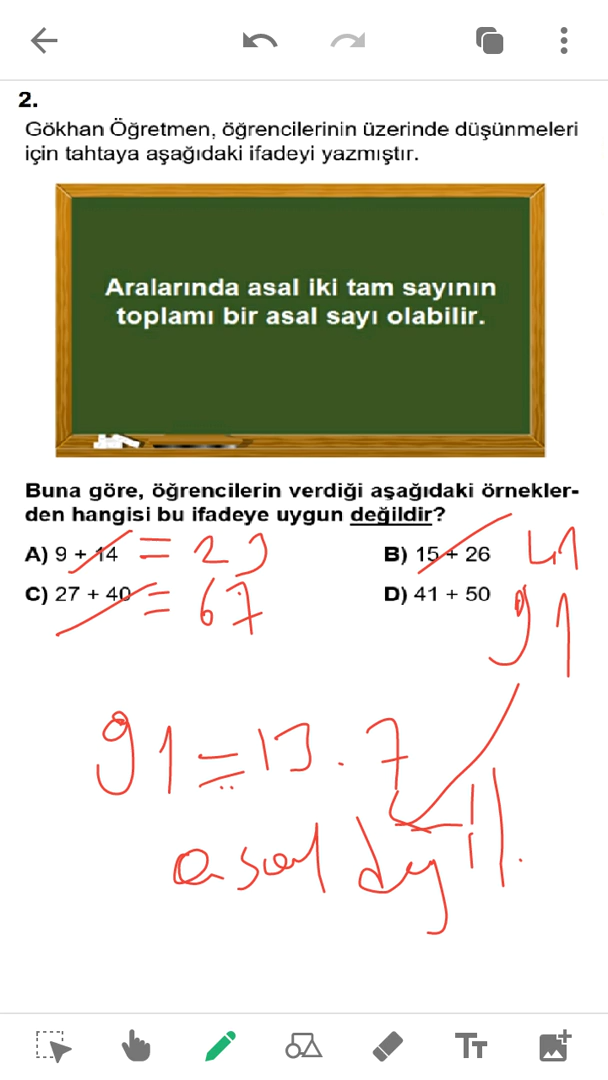 2.
Gökhan Öğretmen, öğrencilerinin üzerinde düşünmeleri
için tahtaya aşağıdaki ifadeyi yazmıştır.
Aralarında asal iki tam sayının
toplamı bir asal sayı olabilir.
Buna göre, öğrencilerin verdiği aşağıdaki örnekler-
den hangisi bu ifadeye uygun değildir?
A) 9 + 14 = 23
B) 15 + 26 41
C) 27 + 40 = 67
D) 41 + 50 91
91 = 13.7
asal değil.
TT